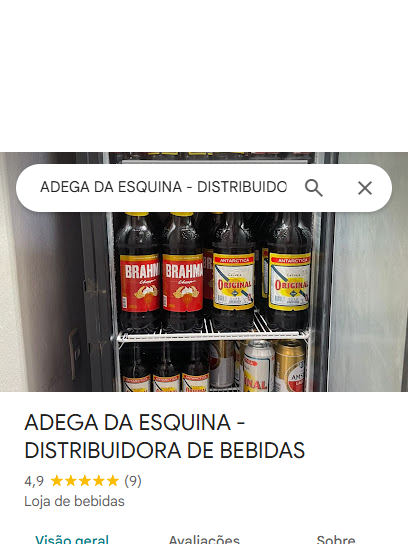 ADEGA DA ESQUINA - DISTRIBUIDO
BRAHMA
Chopp
BRAHMA
Chopp
ANTARCTICA
ORIGINAL
ANTARCTICA
ORIGINAL
ADEGA DA ESQUINA -
DISTRIBUIDORA DE BEBIDAS
4,9 (9)
Loja de bebidas
Visão geral Avaliações Sobre